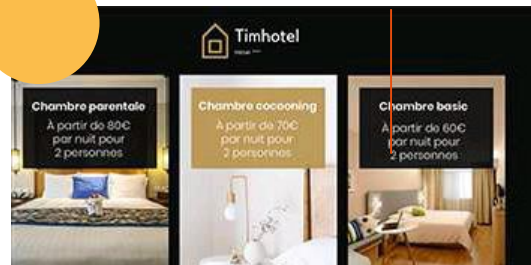 Timhotel
Chambre parentale
À partir de 80€
par nuit pour
2 personnes
Chambre cocooning
À partir de 70€
par nuit pour
2 personnes
Chambre basic
À partir de 60€
par nuit pour
2 personnes